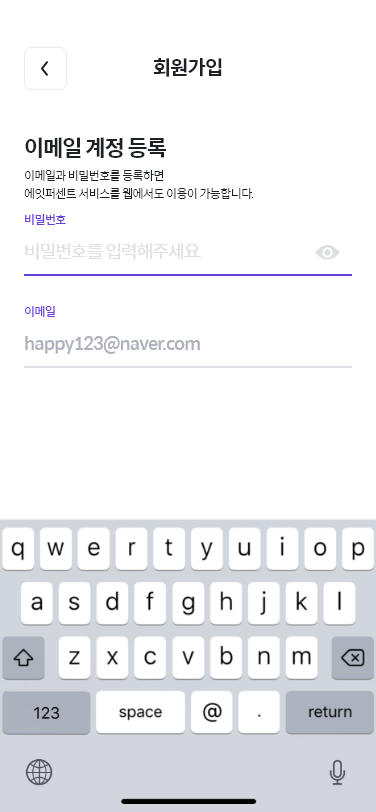 회원가입
이메일 계정 등록
이메일과 비밀번호를 등록하면
에잇퍼센트 서비스를 웹에서도 이용이 가능합니다.
비밀번호
비밀번호를 입력해주세요.
이메일
happy123@naver.com
q w e r t y u i o p
a s d f g h j k l
z x c v b n m
123 space @ . return